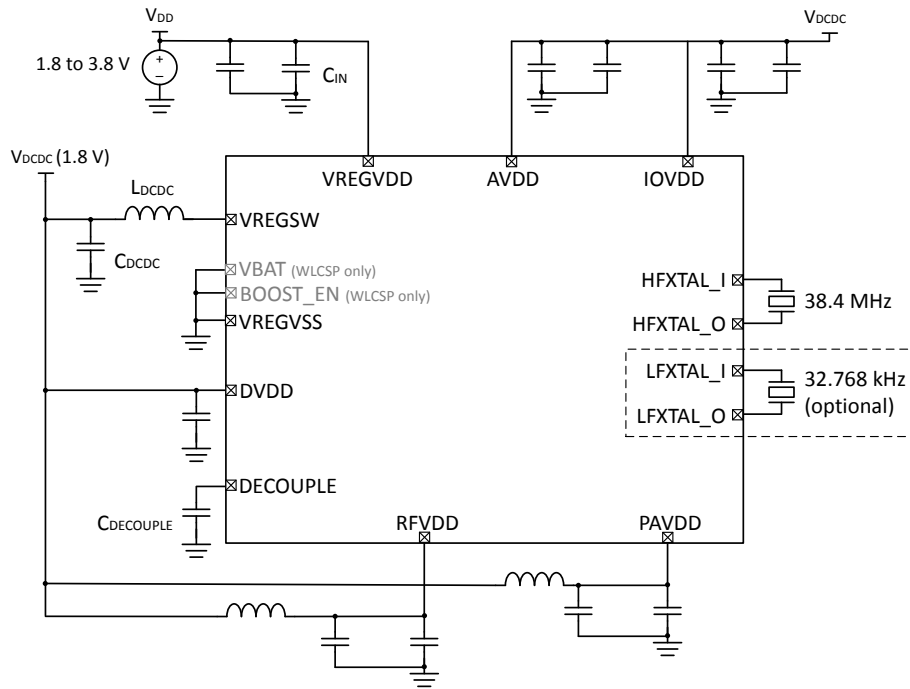 VDD
VDCDC
1.8 to 3.8 V
+
−
CIN
VDCDC (1.8 V)
VREGVDD
AVDD
IOVDD
LDCDC
VREGSW
CDCDC
VBAT (WLCSP only)
BOOST_EN (WLCSP only)
VREGVSS
HFXTAL_I
38.4 MHz
HFXTAL_O
LFXTAL_I
32.768 kHz
(optional)
LFXTAL_O
DVDD
DECOUPLE
CDECOUPLE
RFVDD
PAVDD